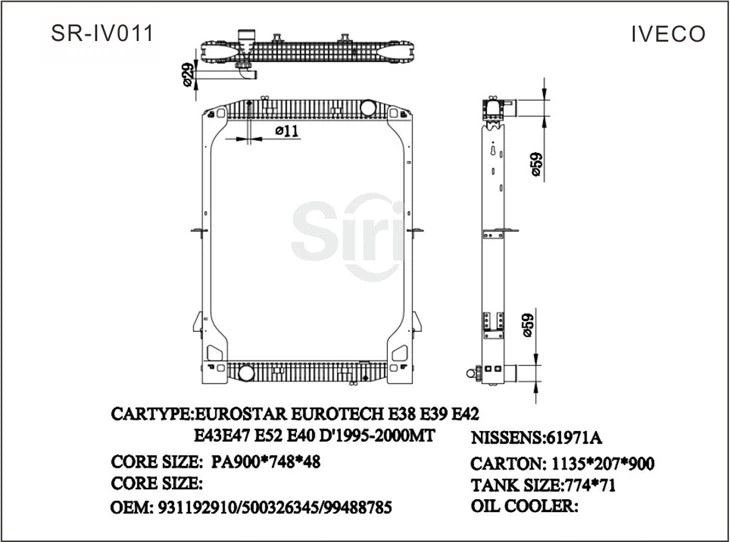 SR-IV011
IVECO
ø29
ø11
ø59
Siri
ø59
CARTYPE:EUROSTAR EUROTECH E38 E39 E42
E43E47 E52 E40 D'1995-2000MT
NISSENS:61971A
CORE SIZE: PA900*748*48
CARTON: 1135*207*900
CORE SIZE:
TANK SIZE:774*71
OEM: 931192910/500326345/99488785
OIL COOLER: